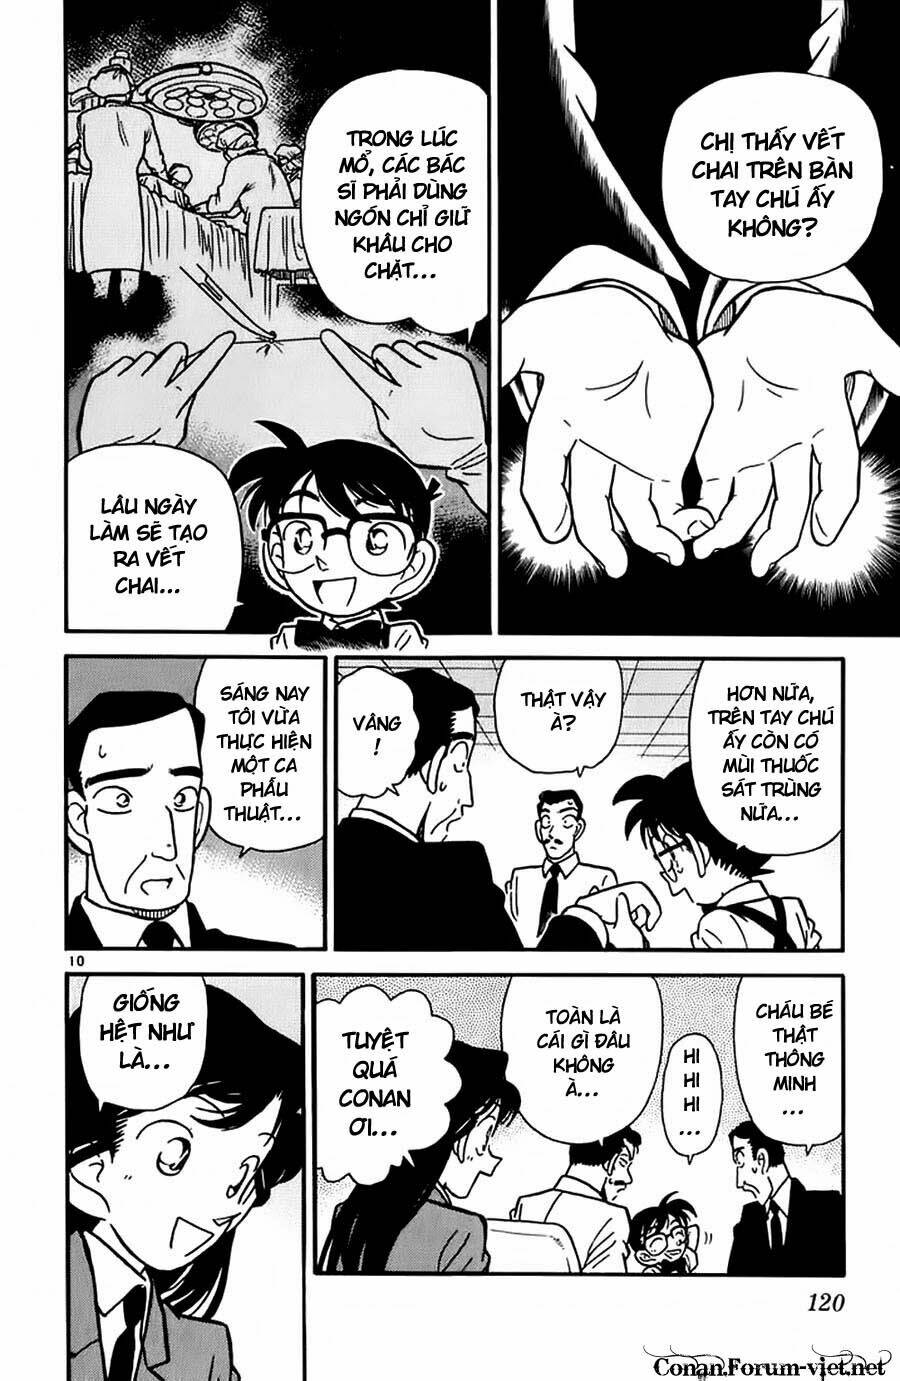 CHỊ THẤY VẾT
CHAI TRÊN BÀN
TAY CHÚ ẤY
KHÔNG?
TRONG LÚC
MỔ, CÁC BÁC
SĨ PHẢI DÙNG
NGÓN CHỈ GIỮ
KHÂU CHO
CHẶT...
LÂU NGÀY
LÀM SẼ TẠO
RA VẾT
CHAI...
HƠN NỮA,
TRÊN TAY CHÚ
ẤY CÒN CÓ
MÙI THUỐC
SÁT TRÙNG
NỮA...
THẬT VẬY
À?
VÂNG
!
SÁNG NAY
TÔI VỪA
THỰC HIỆN
MỘT CA
PHẪU
THUẬT...
10
CHÁU BÉ
THẬT
THÔNG
MINH
...
HI
HI
HI
...
TOÀN LÀ
CÁI GÌ ĐÂU
KHÔNG
À...
TUYỆT
QUÁ
CONAN
ƠI...
GIỐNG
HỆT NHƯ
LÀ...
120
Conan.Forum-viet.net